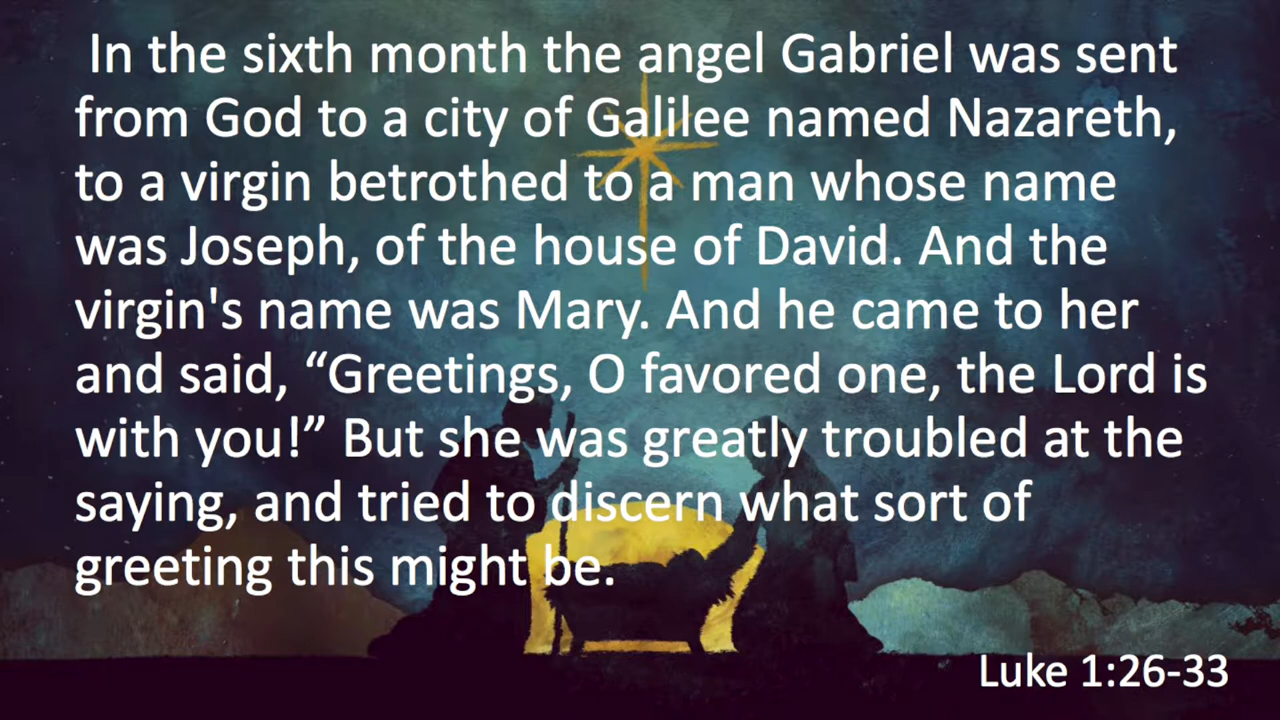 In the sixth month the angel Gabriel was sent
from God to a city of Galilee named Nazareth,
to a virgin betrothed to a man whose name
was Joseph, of the house of David. And the
virgin's name was Mary. And he came to her
and said, “Greetings, O favored one, the Lord is
with you!” But she was greatly troubled at the
saying, and tried to discern what sort of
greeting this might be.
Luke 1:26-33